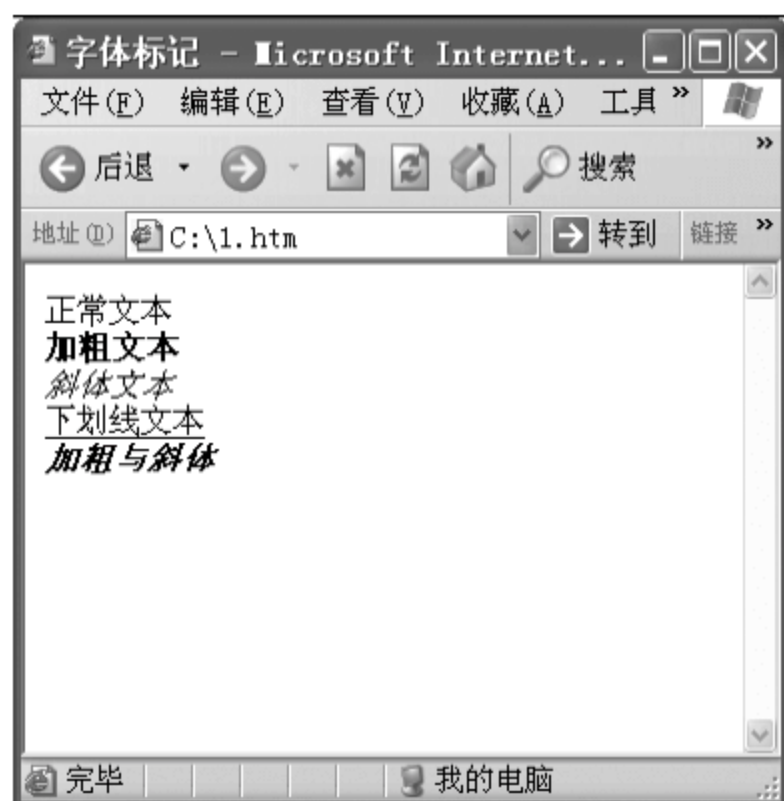 字体标记 - Microsoft Internet...
文件(F) 编辑(E) 查看(V) 收藏(A) 工具 »
后退 搜索 »
地址(D) C:\1.htm 转到 链接 »
正常文本
加粗文本
斜体文本
下划线文本
加粗与斜体
完毕 我的电脑